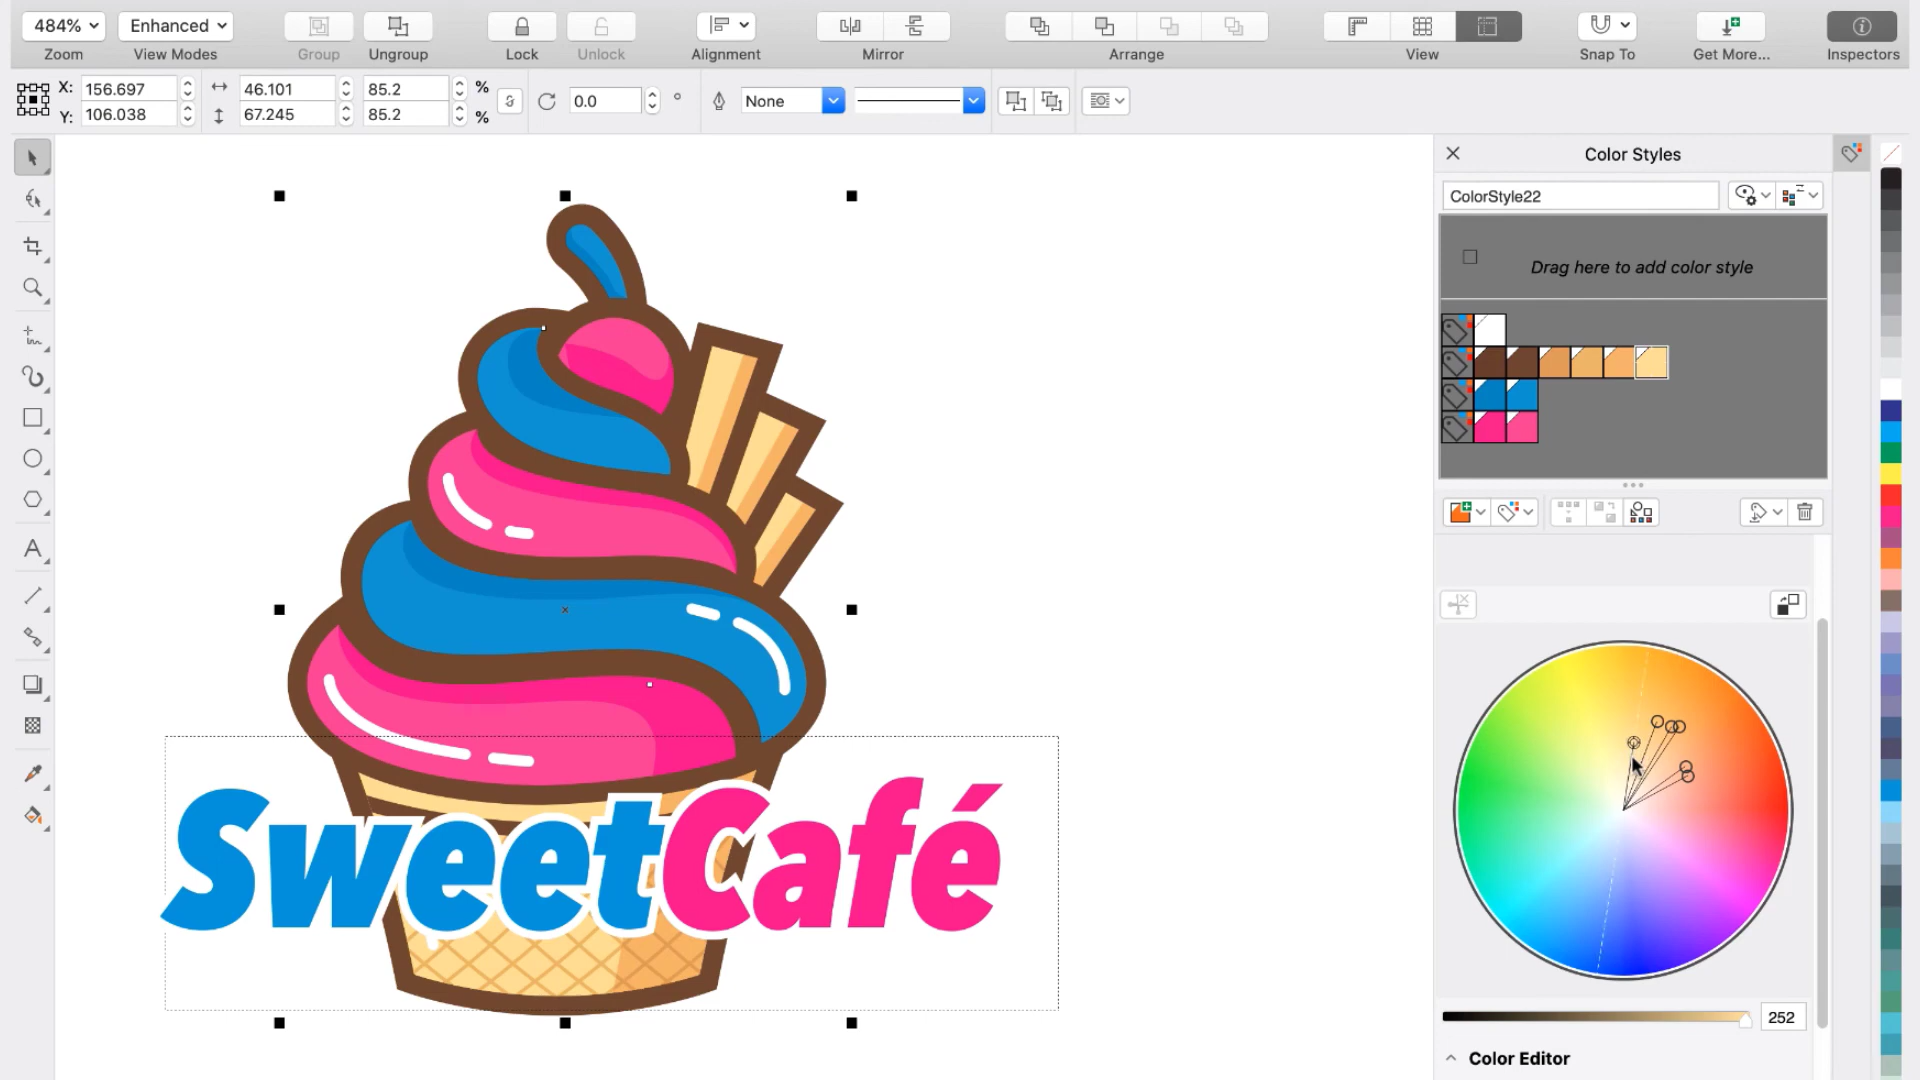 484%
Enhanced
Zoom
View Modes
Group
Ungroup
Lock
Unlock
Alignment
Mirror
Arrange
View
Snap To
Get More...
Inspectors
X: 156.697
46.101
85.2 %
Y: 106.038
67.245
85.2 %
0.0 °
None
Color Styles
ColorStyle22
Drag here to add color style
SweetCafé
252
Color Editor